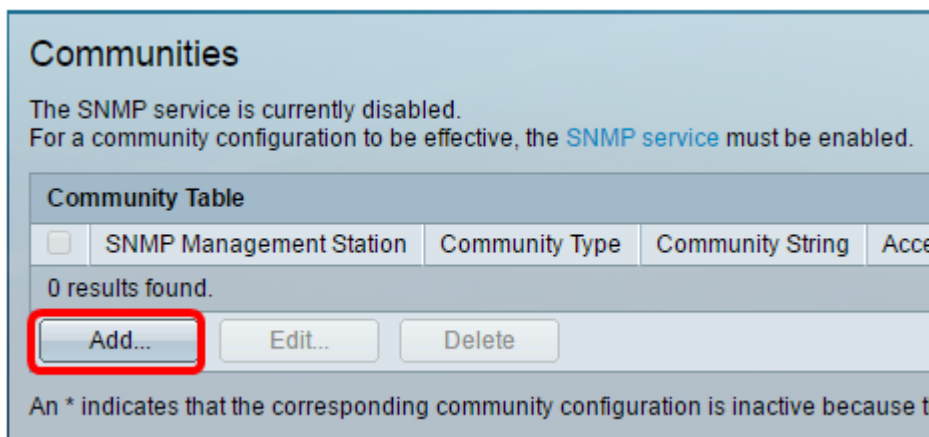 Communities
The SNMP service is currently disabled.
For a community configuration to be effective, the SNMP service must be enabled.
Community Table
SNMP Management Station Community Type Community String
0 results found.
Add... Edit... Delete
An * indicates that the corresponding community configuration is inactive because